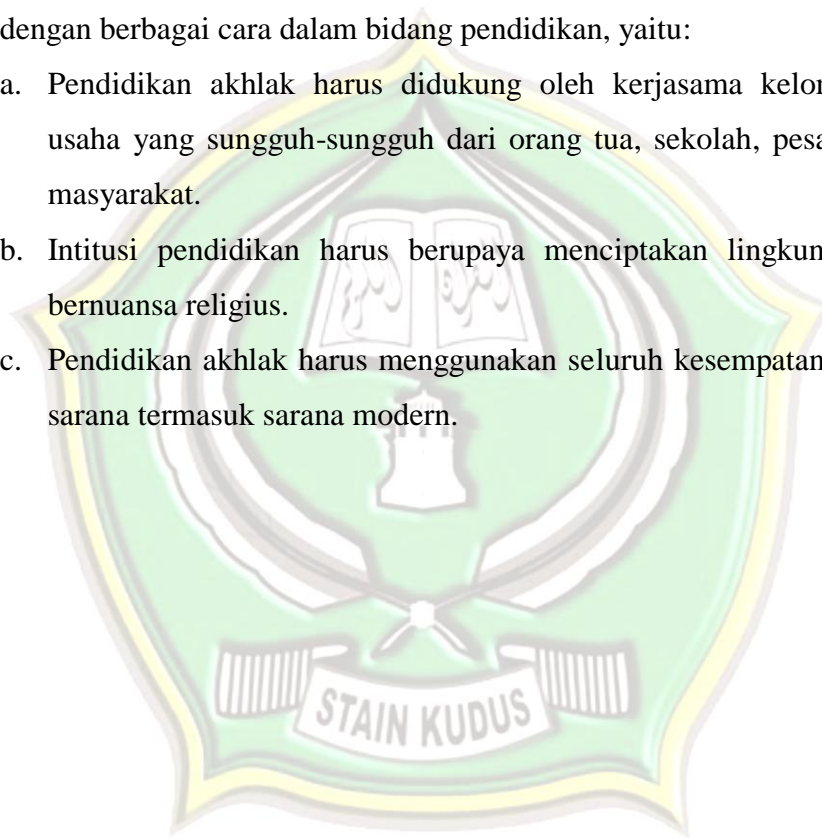 dengan berbagai cara dalam bidang pendidikan, yaitu:
a. Pendidikan akhlak harus didukung oleh kerjasama kelor
usaha yang sungguh-sungguh dari orang tua, sekolah, pesa
masyarakat.
b. Intitusi pendidikan harus berupaya menciptakan lingkun
bernuansa religius.
c. Pendidikan akhlak harus menggunakan seluruh kesempatan
sarana termasuk sarana modern.
STAIN KUDUS